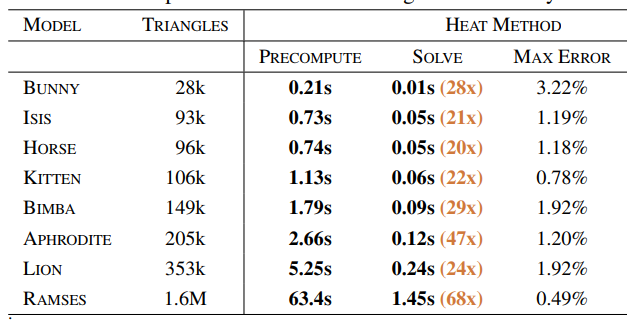 MODEL TRIANGLES HEAT METHOD
PRECOMPUTE SOLVE MAX ERROR
BUNNY 28k 0.21s 0.01s (28x) 3.22%
ISIS 93k 0.73s 0.05s (21x) 1.19%
HORSE 96k 0.74s 0.05s (20x) 1.18%
KITTEN 106k 1.13s 0.06s (22x) 0.78%
BIMBA 149k 1.79s 0.09s (29x) 1.92%
APHRODITE 205k 2.66s 0.12s (47x) 1.20%
LION 353k 5.25s 0.24s (24x) 1.92%
RAMSES 1.6M 63.4s 1.45s (68x) 0.49%